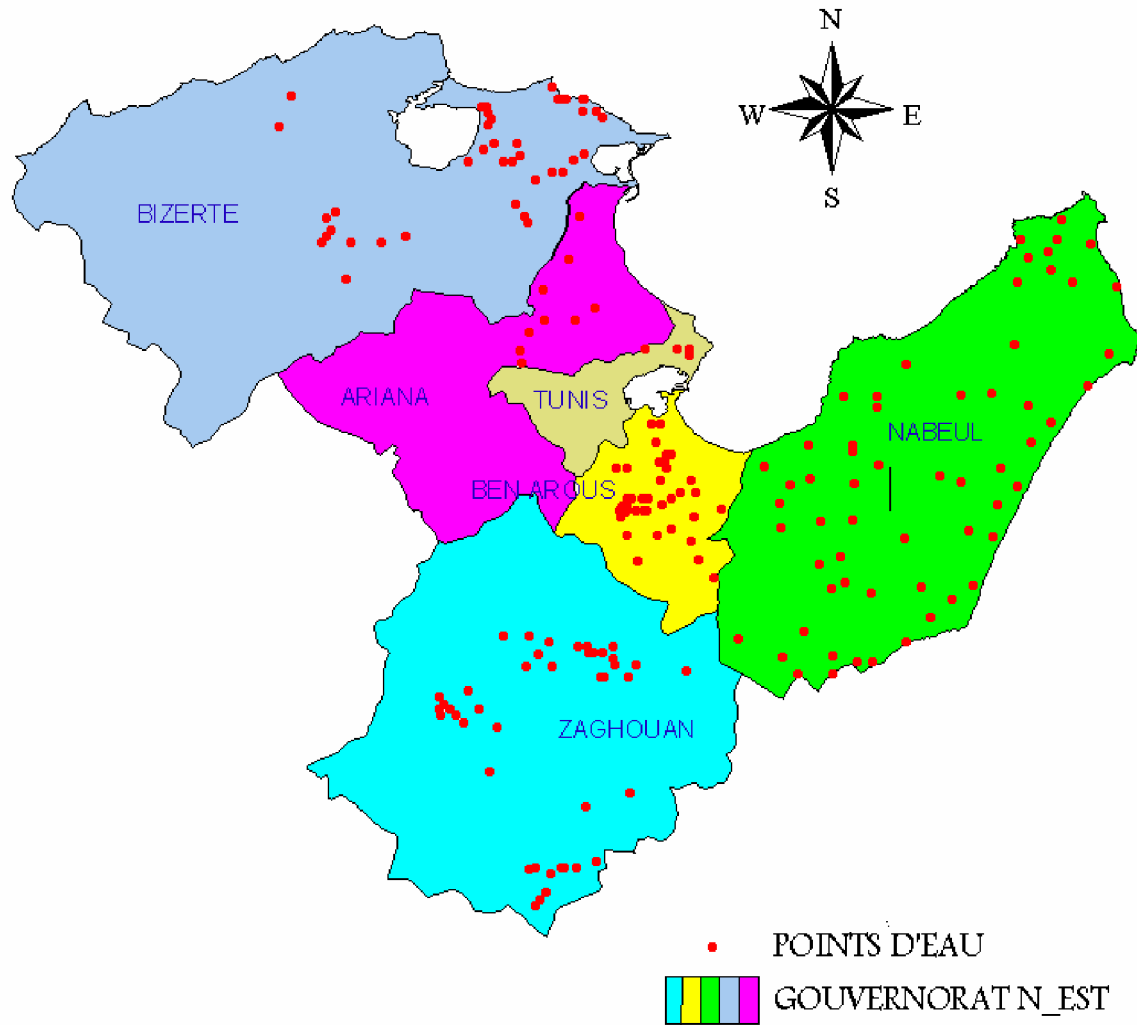 N
W E
S
BIZERTE
ARIANA
TUNIS
NABEUL
BEN AROUS
ZAGHOUAN
POINTS D'EAU
GOUVERNORAT N_EST